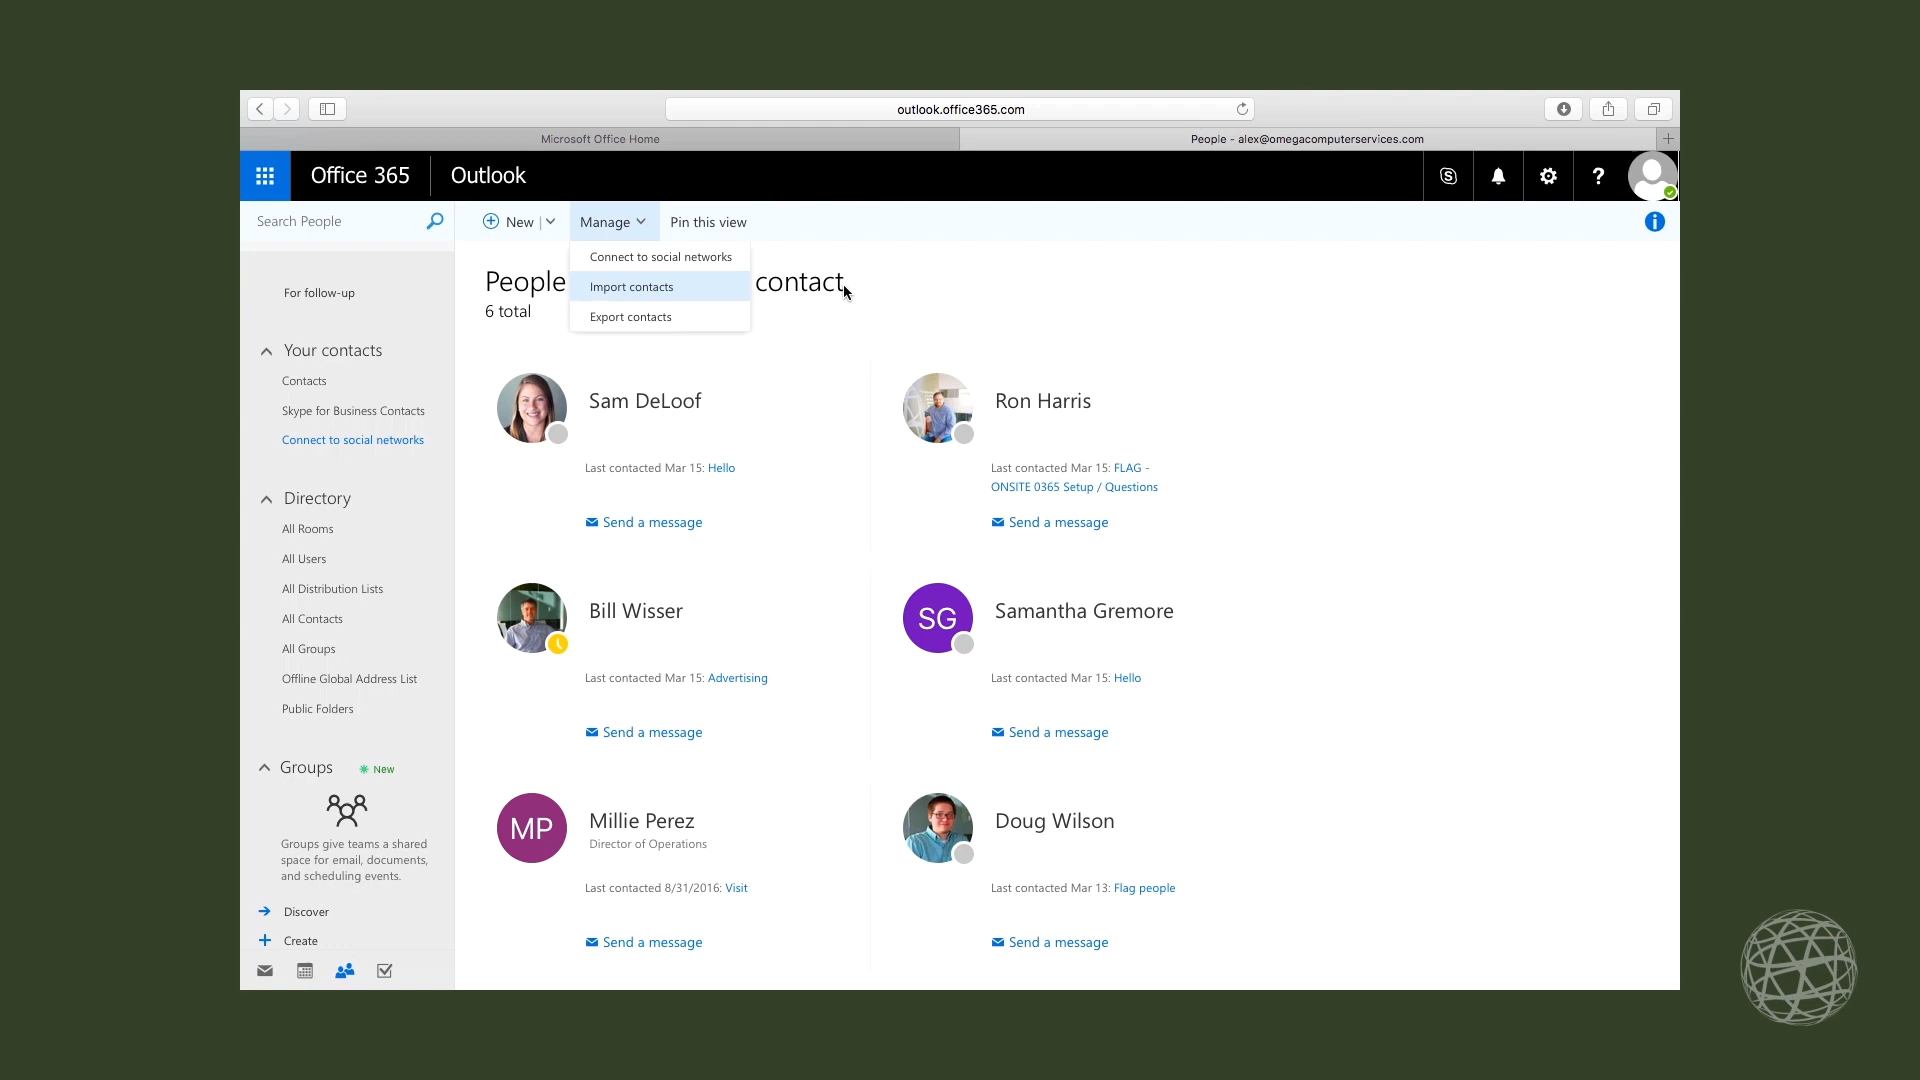 outlook.office365.com
Microsoft Office Home
People - alex@omegacomputerservices.com
Office 365
Outlook
?
Search People
New
Manage
Pin this view
Connect to social networks
Import contacts
Export contacts
People contact
6 total
For follow-up
Your contacts
Contacts
Skype for Business Contacts
Connect to social networks
Directory
All Rooms
All Users
All Distribution Lists
All Contacts
All Groups
Offline Global Address List
Public Folders
Groups
New
Groups give teams a shared
space for email, documents,
and scheduling events.
Discover
Create
Sam DeLoof
Last contacted Mar 15: Hello
Send a message
Ron Harris
Last contacted Mar 15: FLAG -
ONSITE 0365 Setup / Questions
Send a message
Bill Wisser
Last contacted Mar 15: Advertising
Send a message
SG
Samantha Gremore
Last contacted Mar 15: Hello
Send a message
MP
Millie Perez
Director of Operations
Last contacted 8/31/2016: Visit
Send a message
Doug Wilson
Last contacted Mar 13: Flag people
Send a message